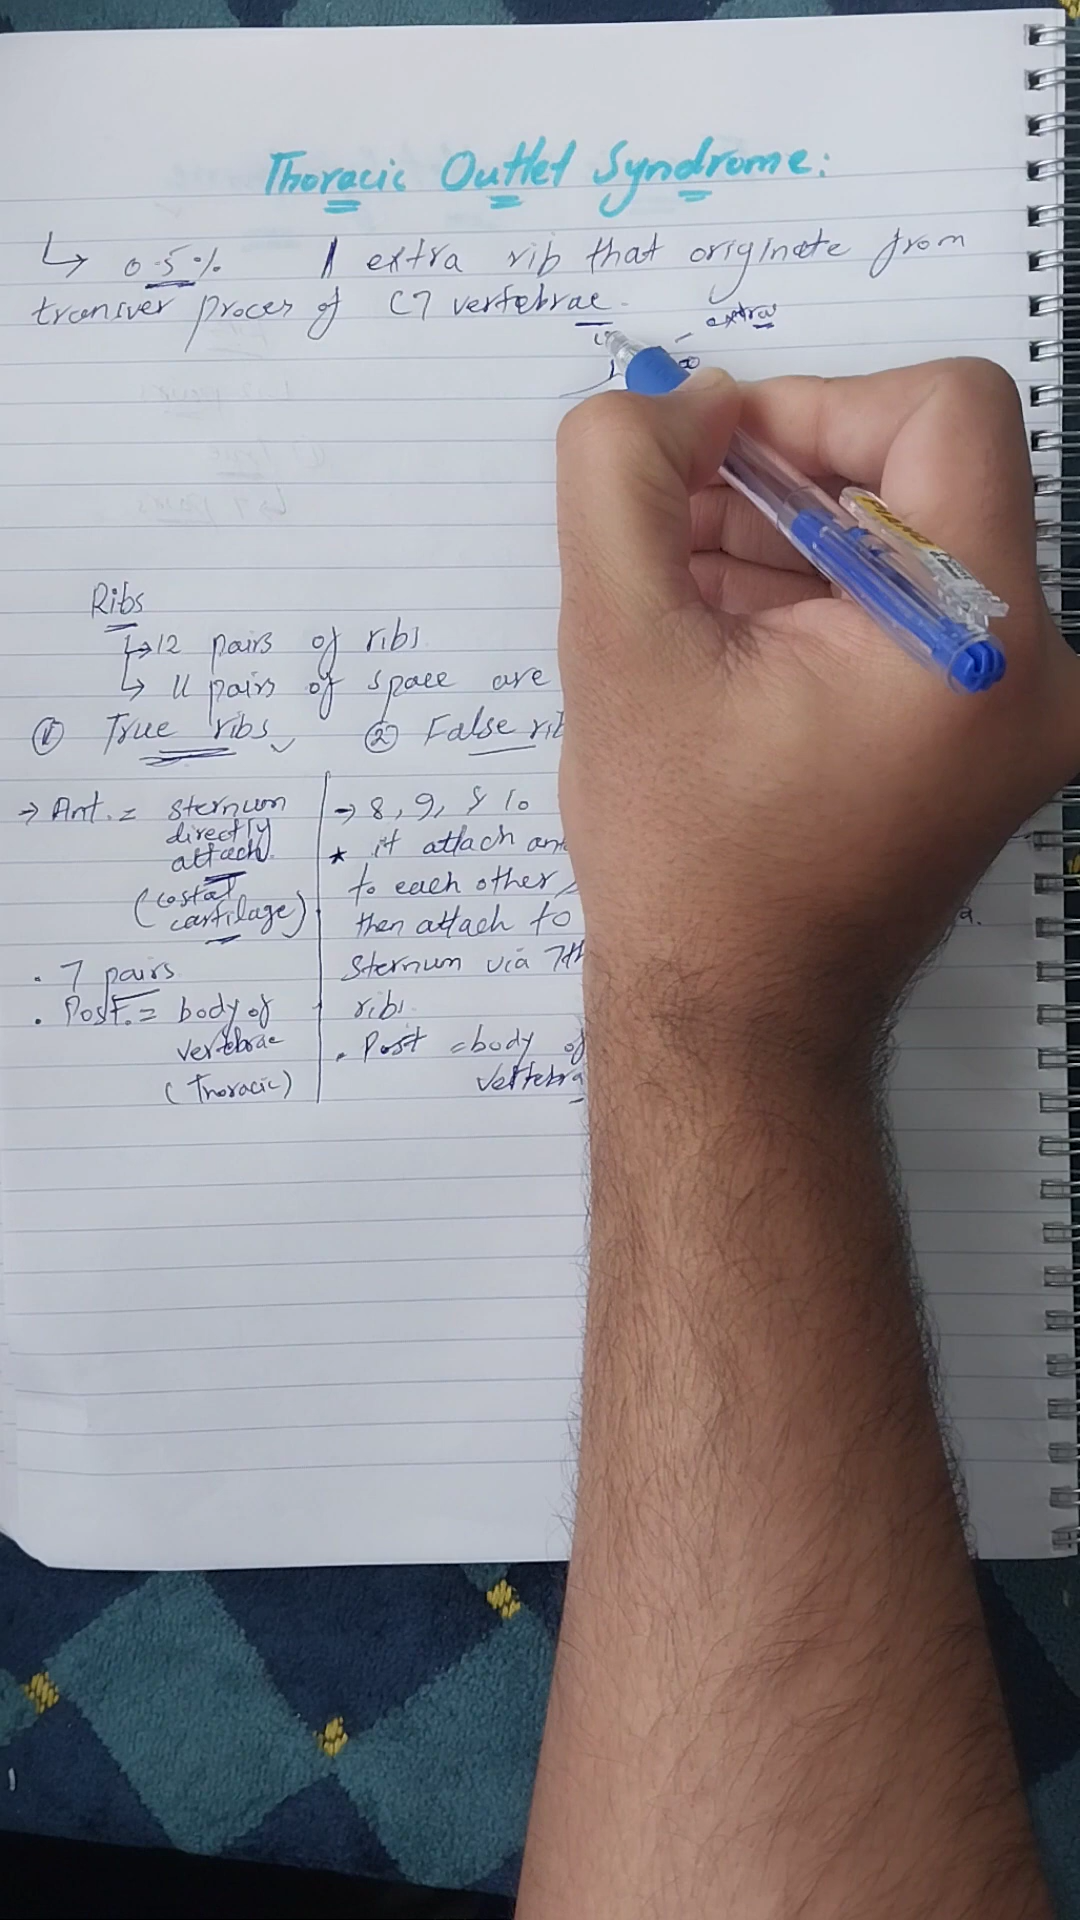 Thoracic Outlet Syndrome:
↳ 0.5% 1 extra rib that originate from
transver proces of C7 vertebrae.
extra
Ribs
↳ 12 pairs of ribs
↳ 11 pairs of space are
① True ribs ② False rib
→ Ant. = sternum
directly
attach.
(costal
cartilage)
. 7 pairs
. Post. = body of
vertebrae
(Thoracic)
→ 8, 9, & 10
* it attach
to each other
then attach to
sternum via 7th
ribs.
. Post = body of
vertebra
PIANO